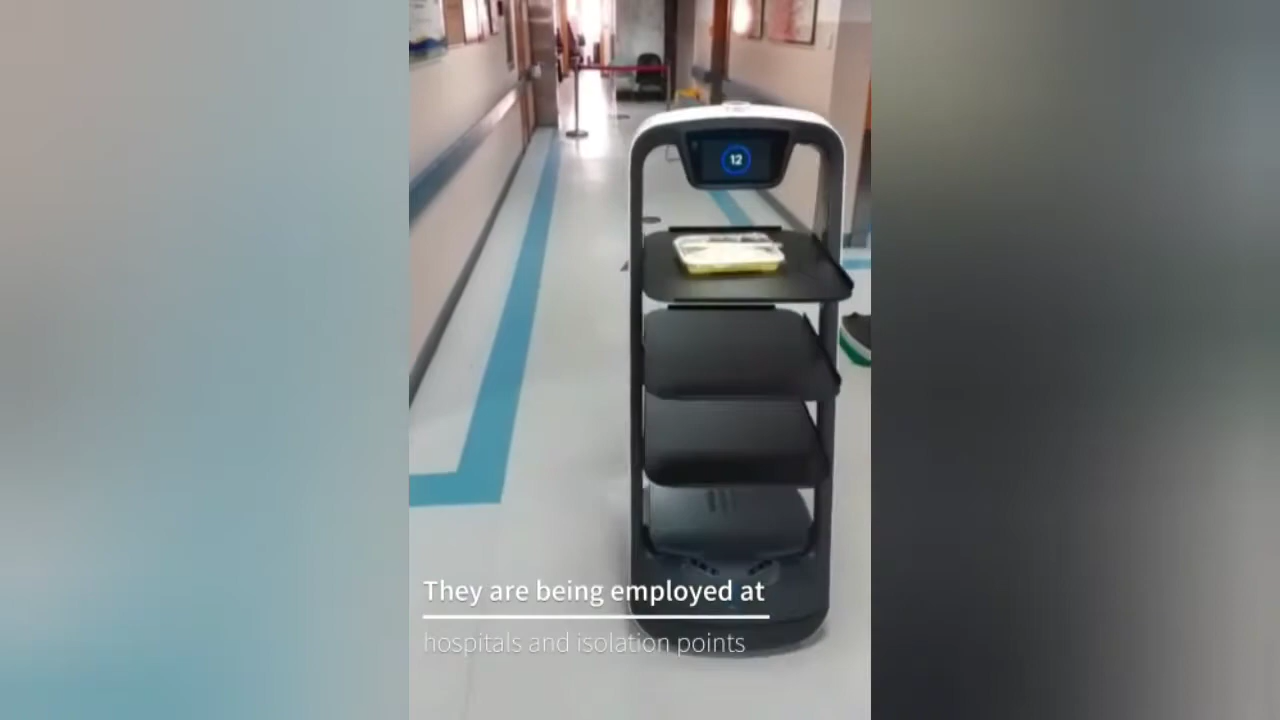 12
They are being employed at
hospitals and isolation points